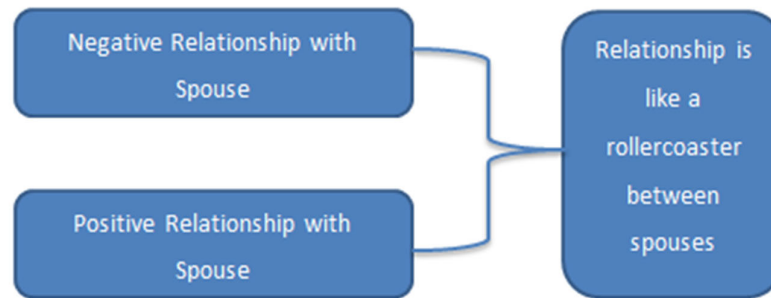 Negative Relationship with
Spouse
Positive Relationship with
Spouse
Relationship is
like a
rollercoaster
between
spouses